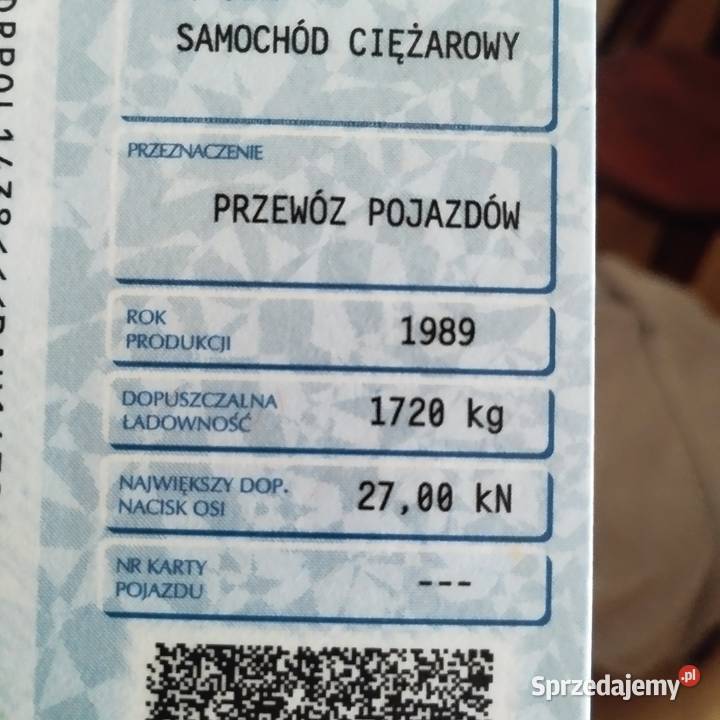 SAMOCHÓD CIĘŻAROWY
PRZEZNACZENIE
PRZEWÓZ POJAZDÓW
ROK
PRODUKCJI
1989
DOPUSZCZALNA
ŁADOWNOŚĆ
1720 kg
NAJWIĘKSZY DOP.
NACISK OSI
27,00 kN
NR KARTY
POJAZDU
---
Sprzedajemy.pl